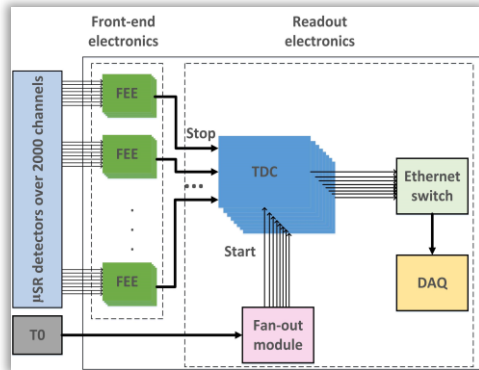 Front-end
electronics
Readout
electronics
μSR detectors over 2000 channels
FEE
FEE
FEE
Stop
...
TDC
Start
Ethernet
switch
DAQ
T0
Fan-out
module